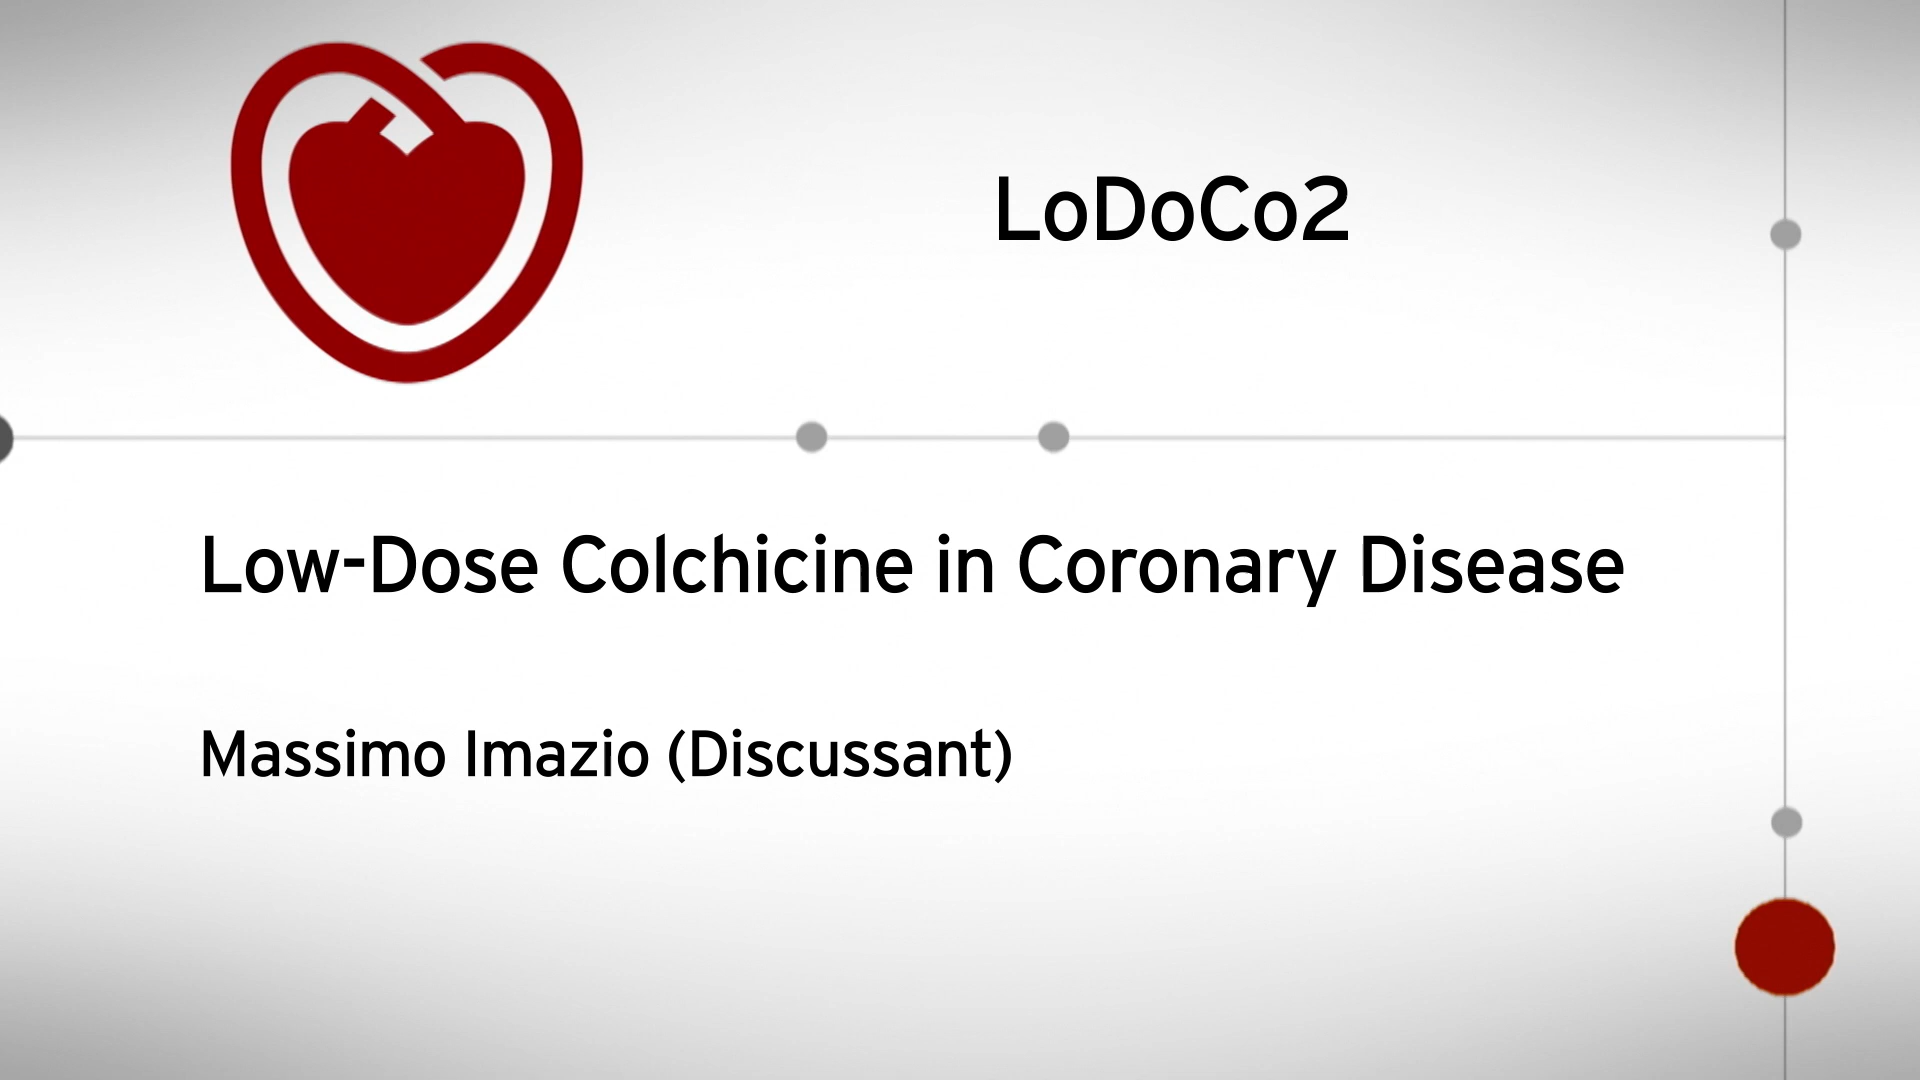 LoDoCo2
Low-Dose Colchicine in Coronary Disease
Massimo Imazio (Discussant)